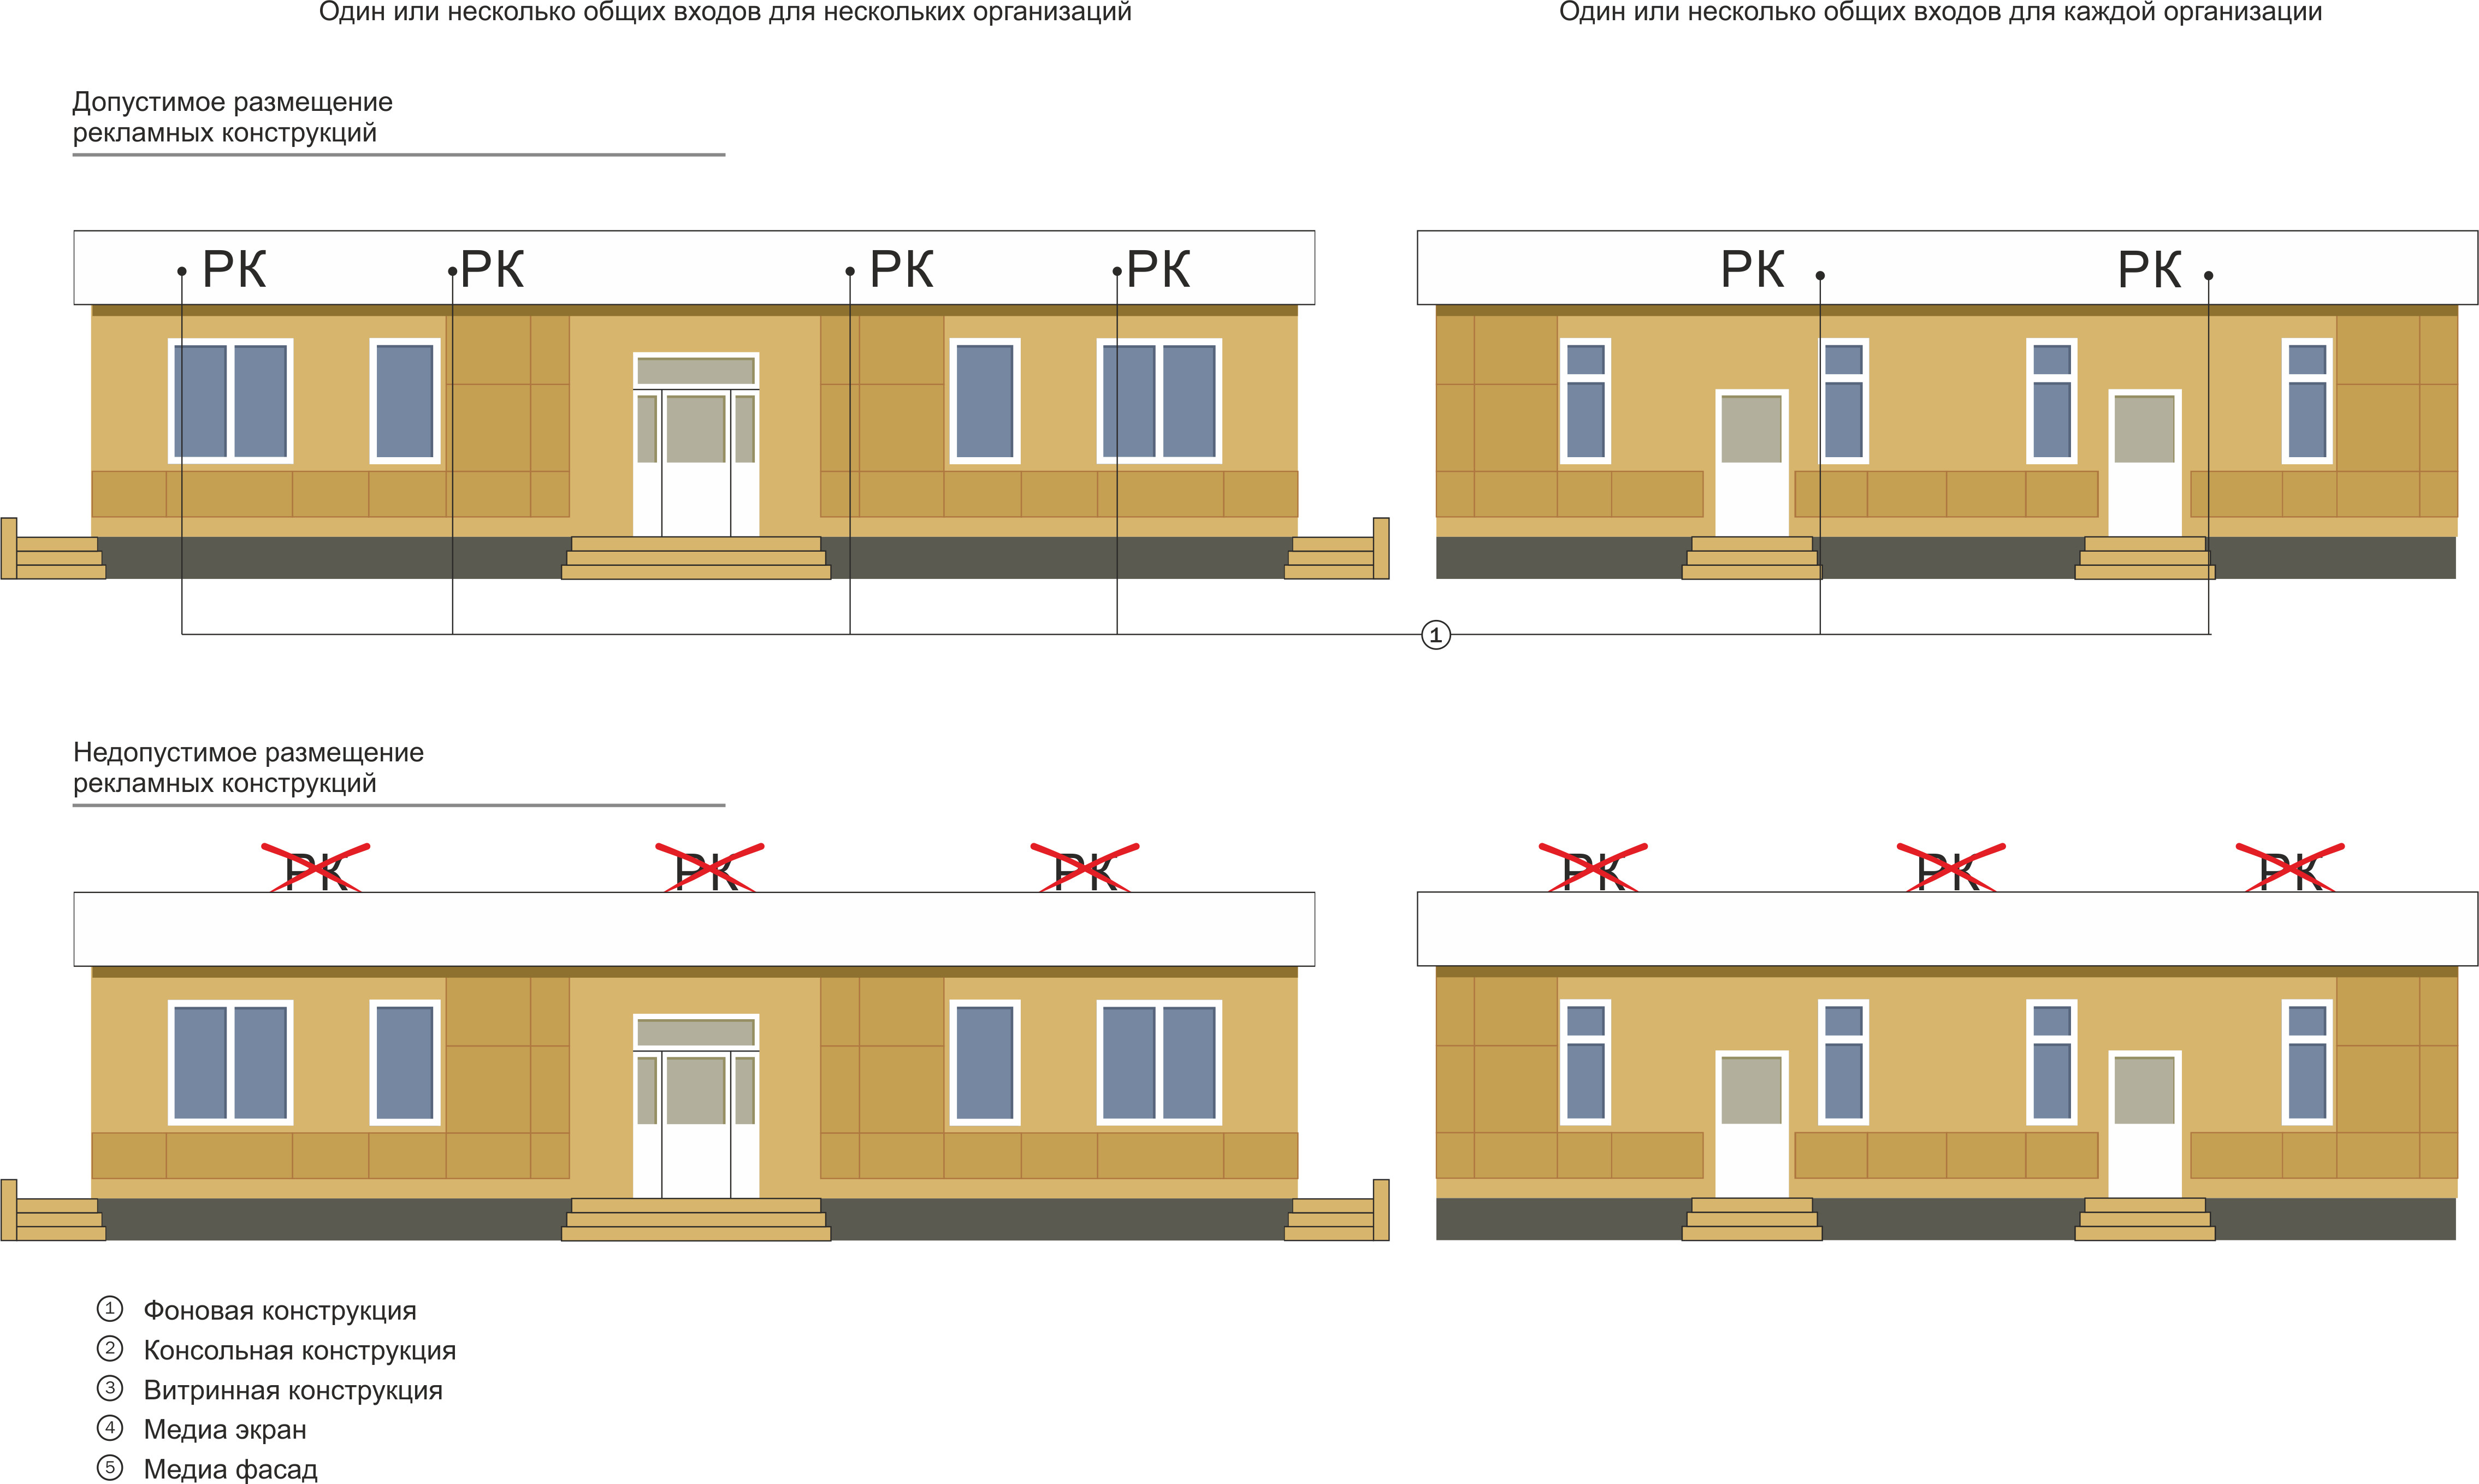 Один или несколько общих входов для нескольких организаций
Один или несколько общих входов для каждой организации
Допустимое размещение
рекламных конструкций
РК РК РК РК РК РК
1
Недопустимое размещение
рекламных конструкций
РК РК РК РК РК РК
1 Фоновая конструкция
2 Консольная конструкция
3 Витринная конструкция
4 Медиа экран
5 Медиа фасад